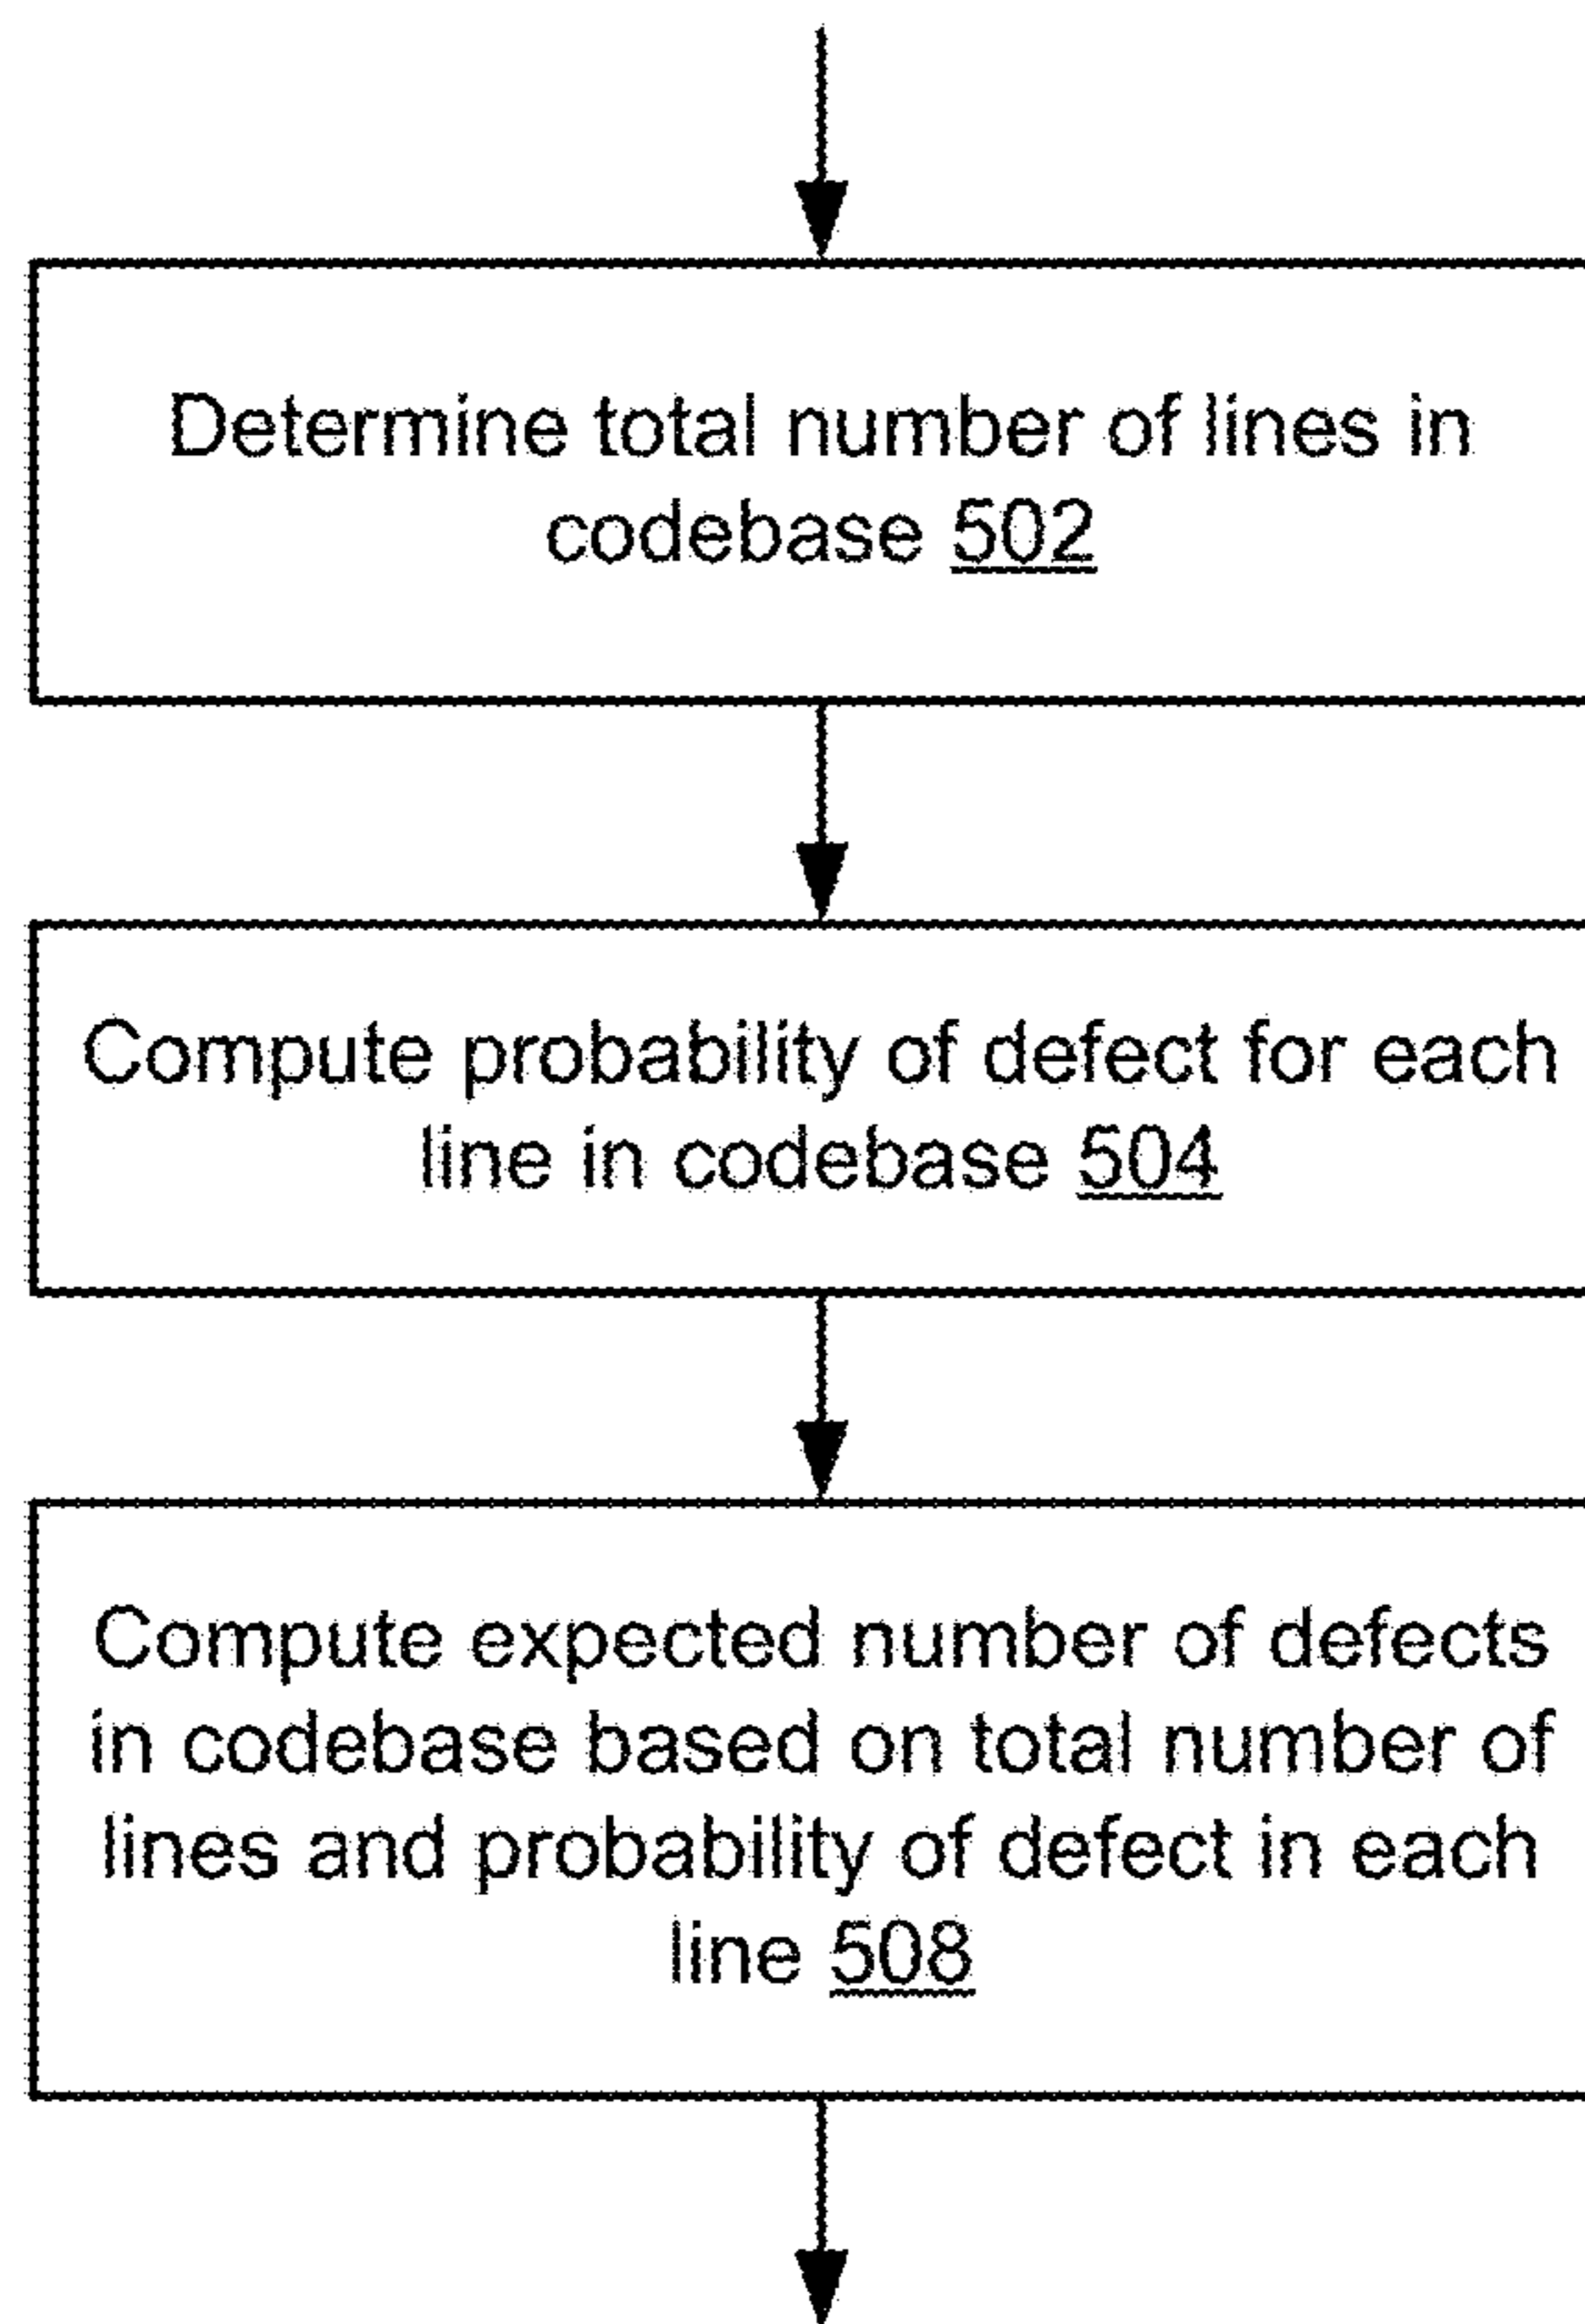 Determine total number of lines in
codebase 502
Compute probability of defect for each
line in codebase 504
Compute expected number of defects
in codebase based on total number of
lines and probability of defect in each
line 508